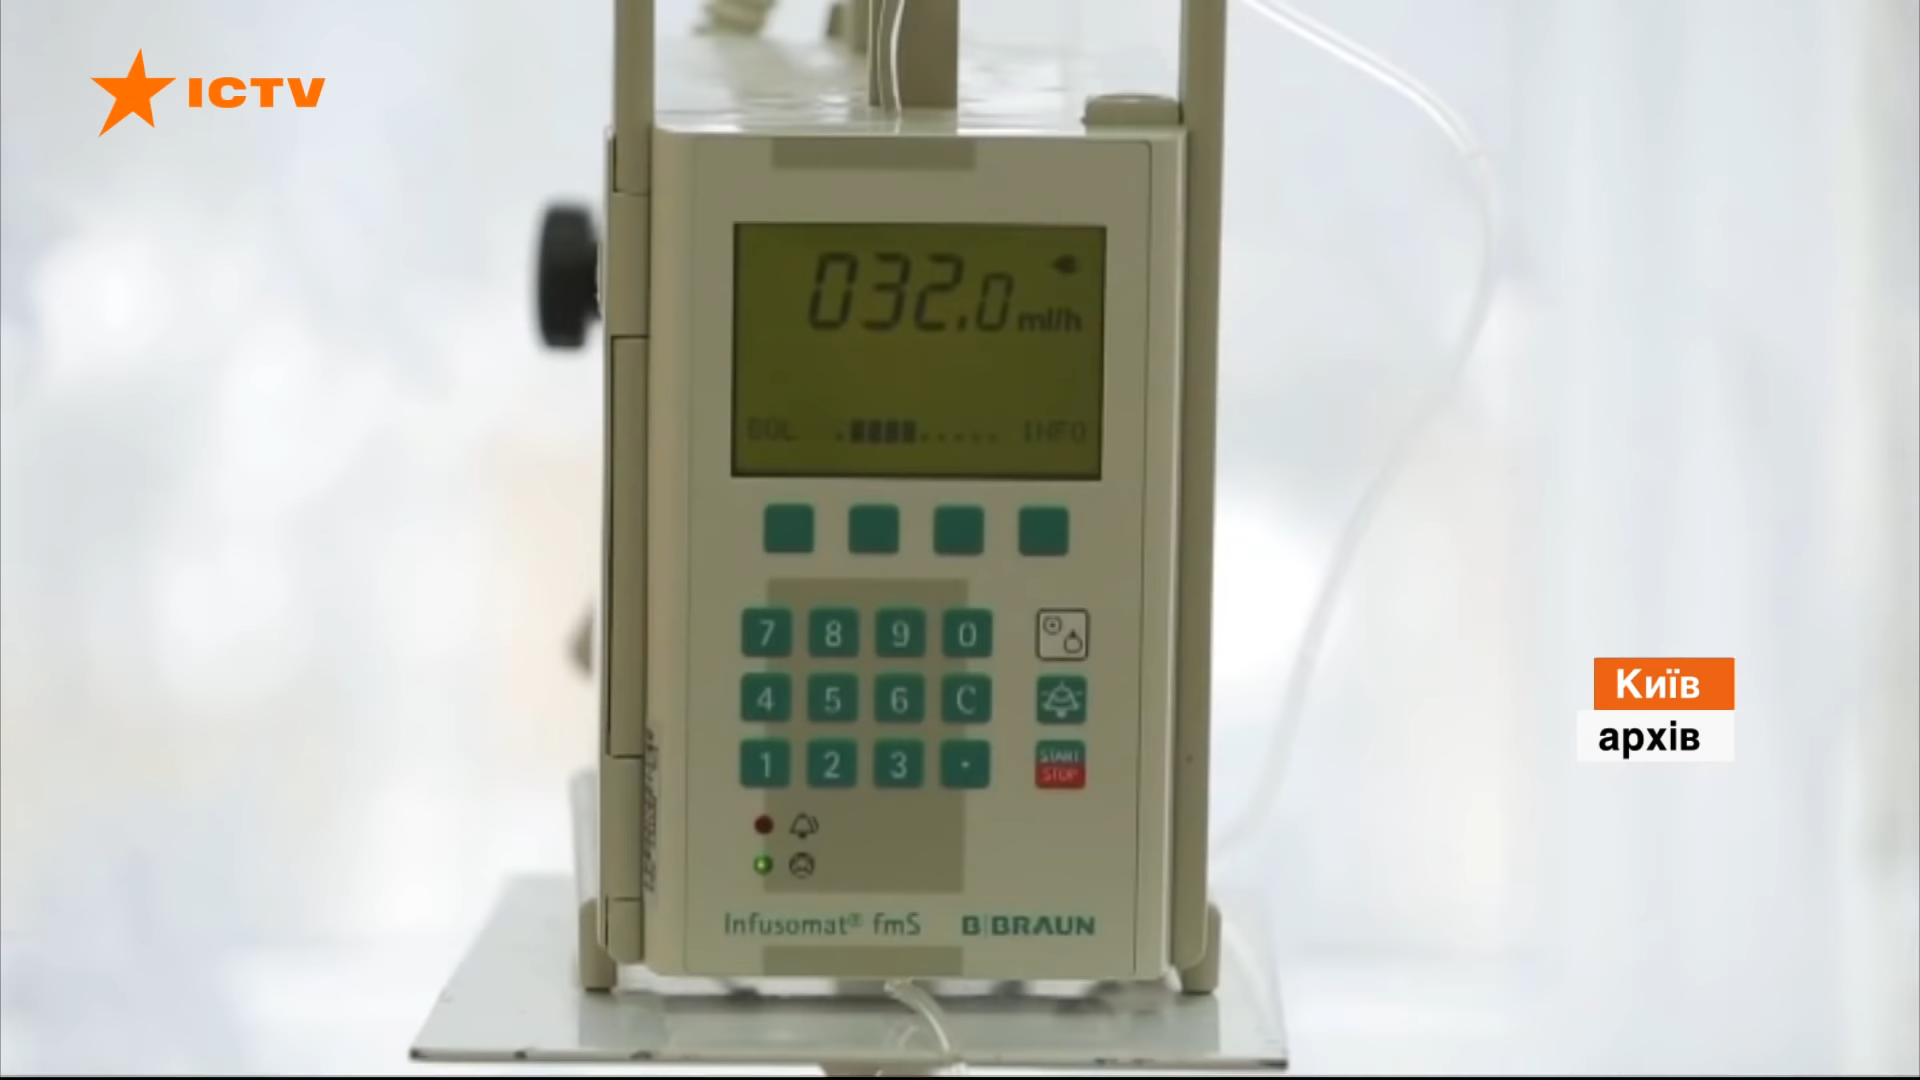 ICTV
032.0 ml/h
BOL INFO
7 8 9 0
4 5 6 C
1 2 3 .
START
STOP
Infusomat® fmS B|BRAUN
Київ
архів